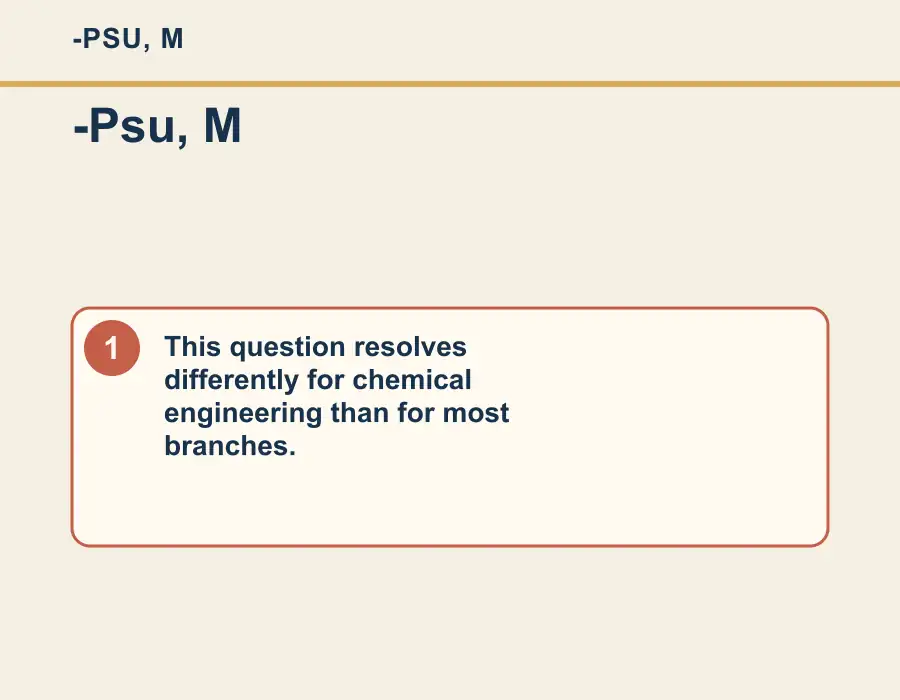 -PSU, M
-Psu, M
1
This question resolves
differently for chemical
engineering than for most
branches.